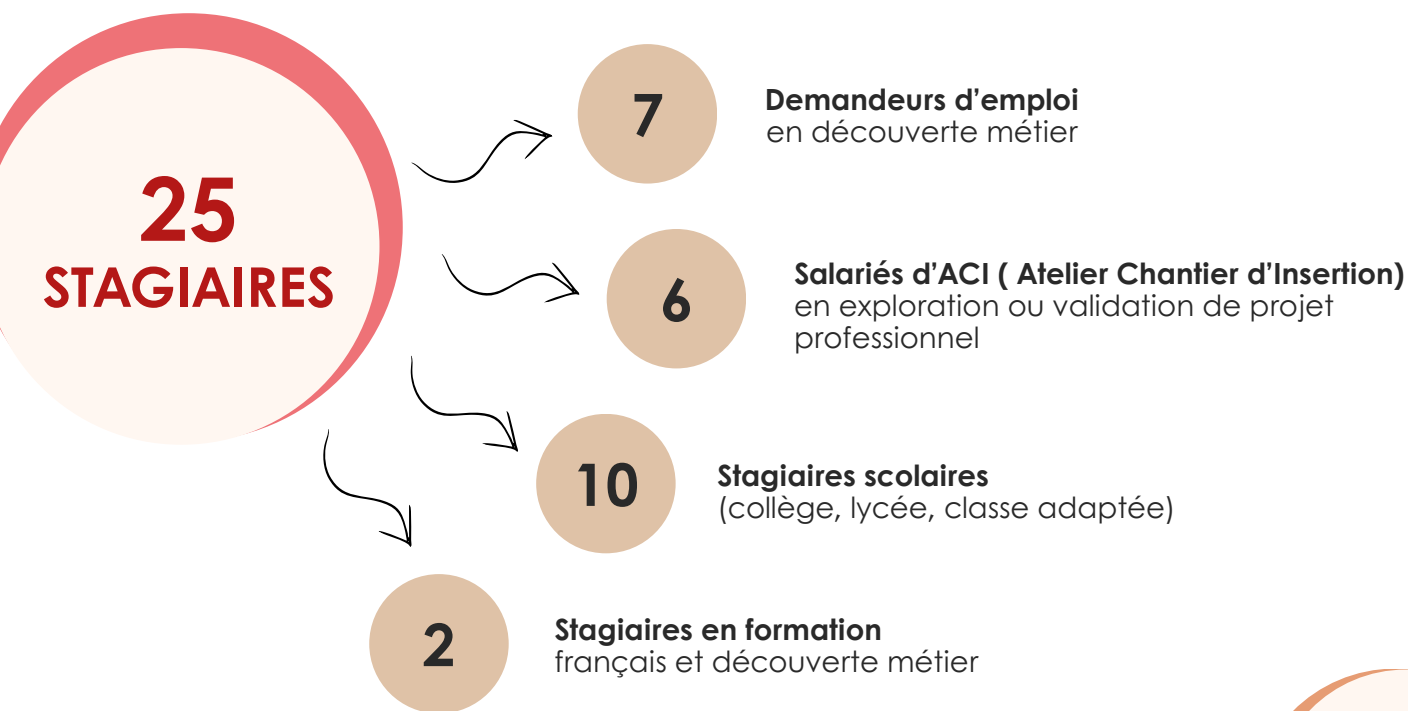 25
STAGIAIRES
7
Demandeurs d’emploi
en découverte métier
6
Salariés d’ACI ( Atelier Chantier d’Insertion)
en exploration ou validation de projet
professionnel
10
Stagiaires scolaires
(collège, lycée, classe adaptée)
2
Stagiaires en formation
français et découverte métier